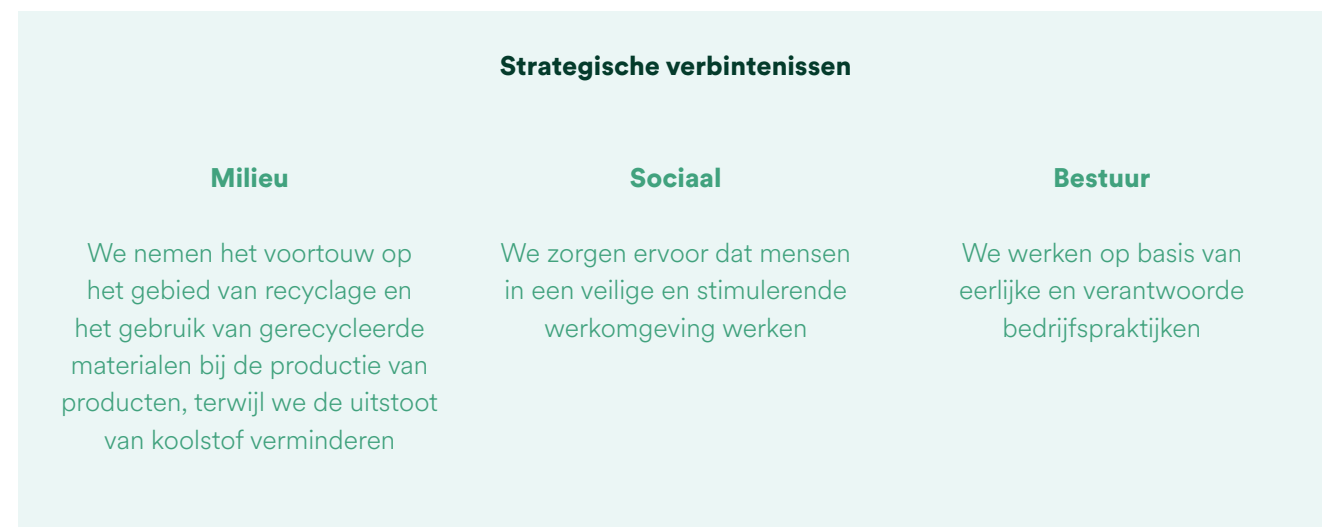 Strategische verbintenissen
Milieu
We nemen het voortouw op
het gebied van recyclage en
het gebruik van gerecycleerde
materialen bij de productie van
producten, terwijl we de uitstoot
van koolstof verminderen
Sociaal
We zorgen ervoor dat mensen
in een veilige en stimulerende
werkomgeving werken
Bestuur
We werken op basis van
eerlijke en verantwoorde
bedrijfspraktijken